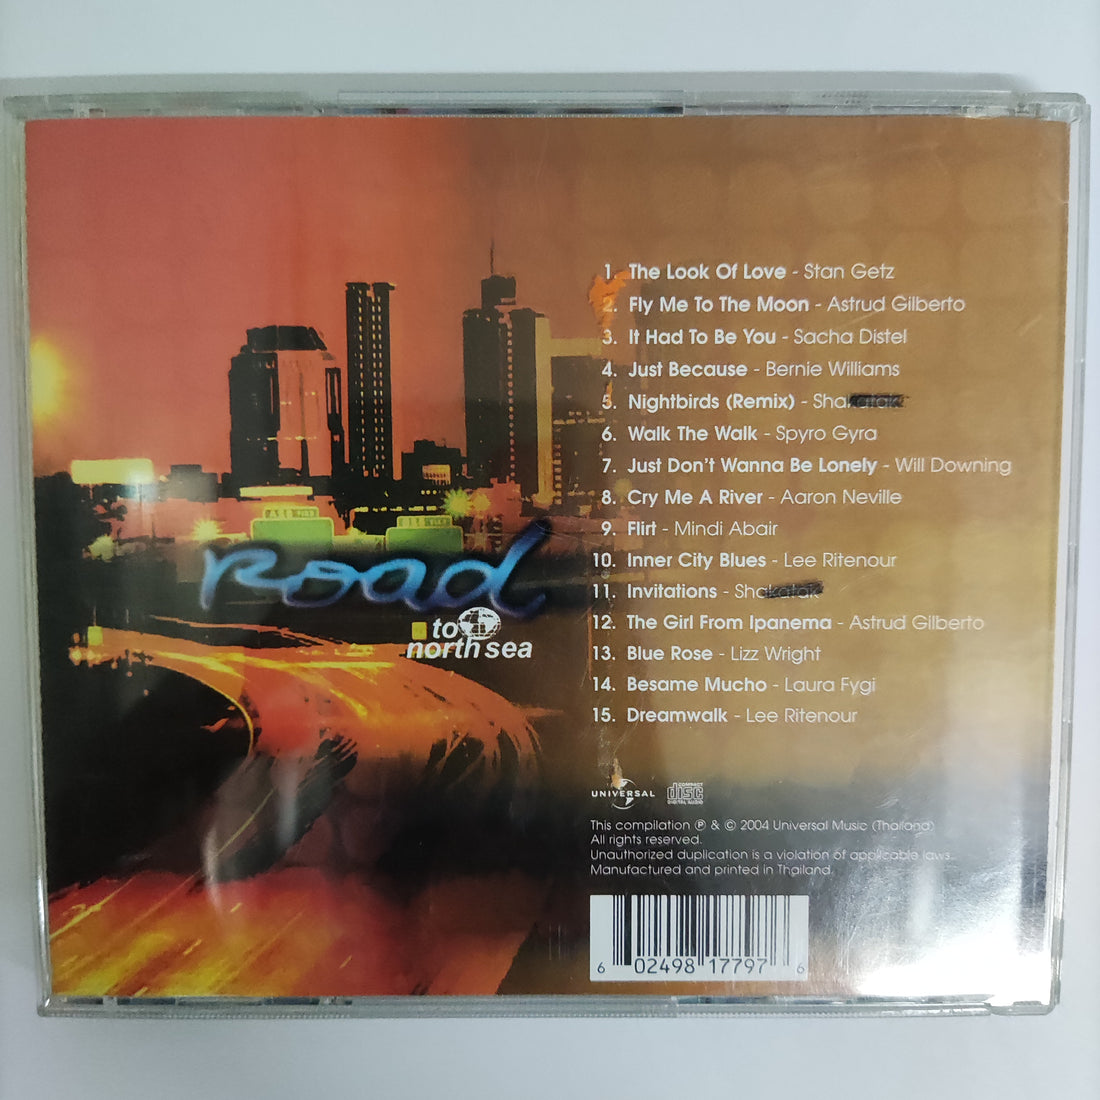 1. The Look Of Love - Stan Getz
2. Fly Me To The Moon - Astrud Gilberto
3. It Had To Be You - Sacha Distel
4. Just Because - Bernie Williams
5. Nightbirds (Remix) - Shakatak
6. Walk The Walk - Spyro Gyra
7. Just Don't Wanna Be Lonely - Will Downing
8. Cry Me A River - Aaron Neville
9. Flirt - Mindi Abair
10. Inner City Blues - Lee Ritenour
11. Invitations - Shakatak
12. The Girl From Ipanema - Astrud Gilberto
13. Blue Rose - Lizz Wright
14. Besame Mucho - Laura Fygi
15. Dreamwalk - Lee Ritenour
Road
to
north sea
UNIVERSAL
COMPACT
disc
DIGITAL AUDIO
This compilation ℗ & © 2004 Universal Music (Thailand)
All rights reserved.
Unauthorized duplication is a violation of applicable laws.
Manufactured and printed in Thailand.
6 02498 17797 6